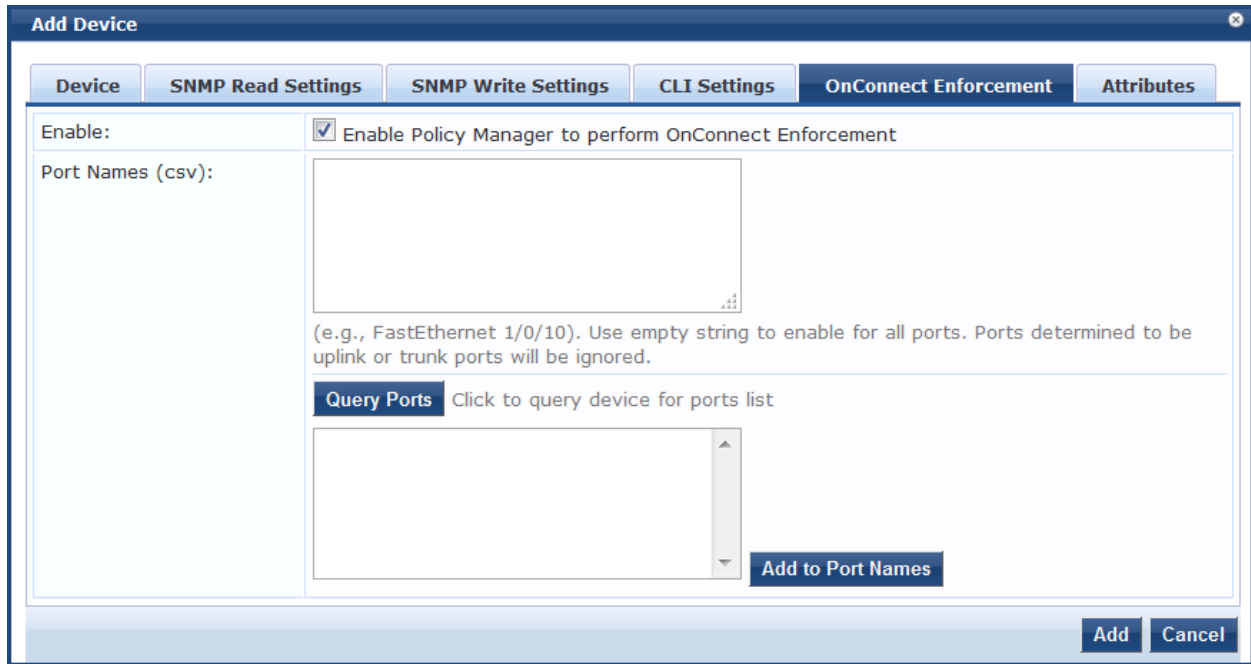 Add Device
Device SNMP Read Settings SNMP Write Settings CLI Settings OnConnect Enforcement Attributes
Enable: Enable Policy Manager to perform OnConnect Enforcement
Port Names (csv):
(e.g., FastEthernet 1/0/10). Use empty string to enable for all ports. Ports determined to be
uplink or trunk ports will be ignored.
Query Ports Click to query device for ports list
Add to Port Names
Add Cancel